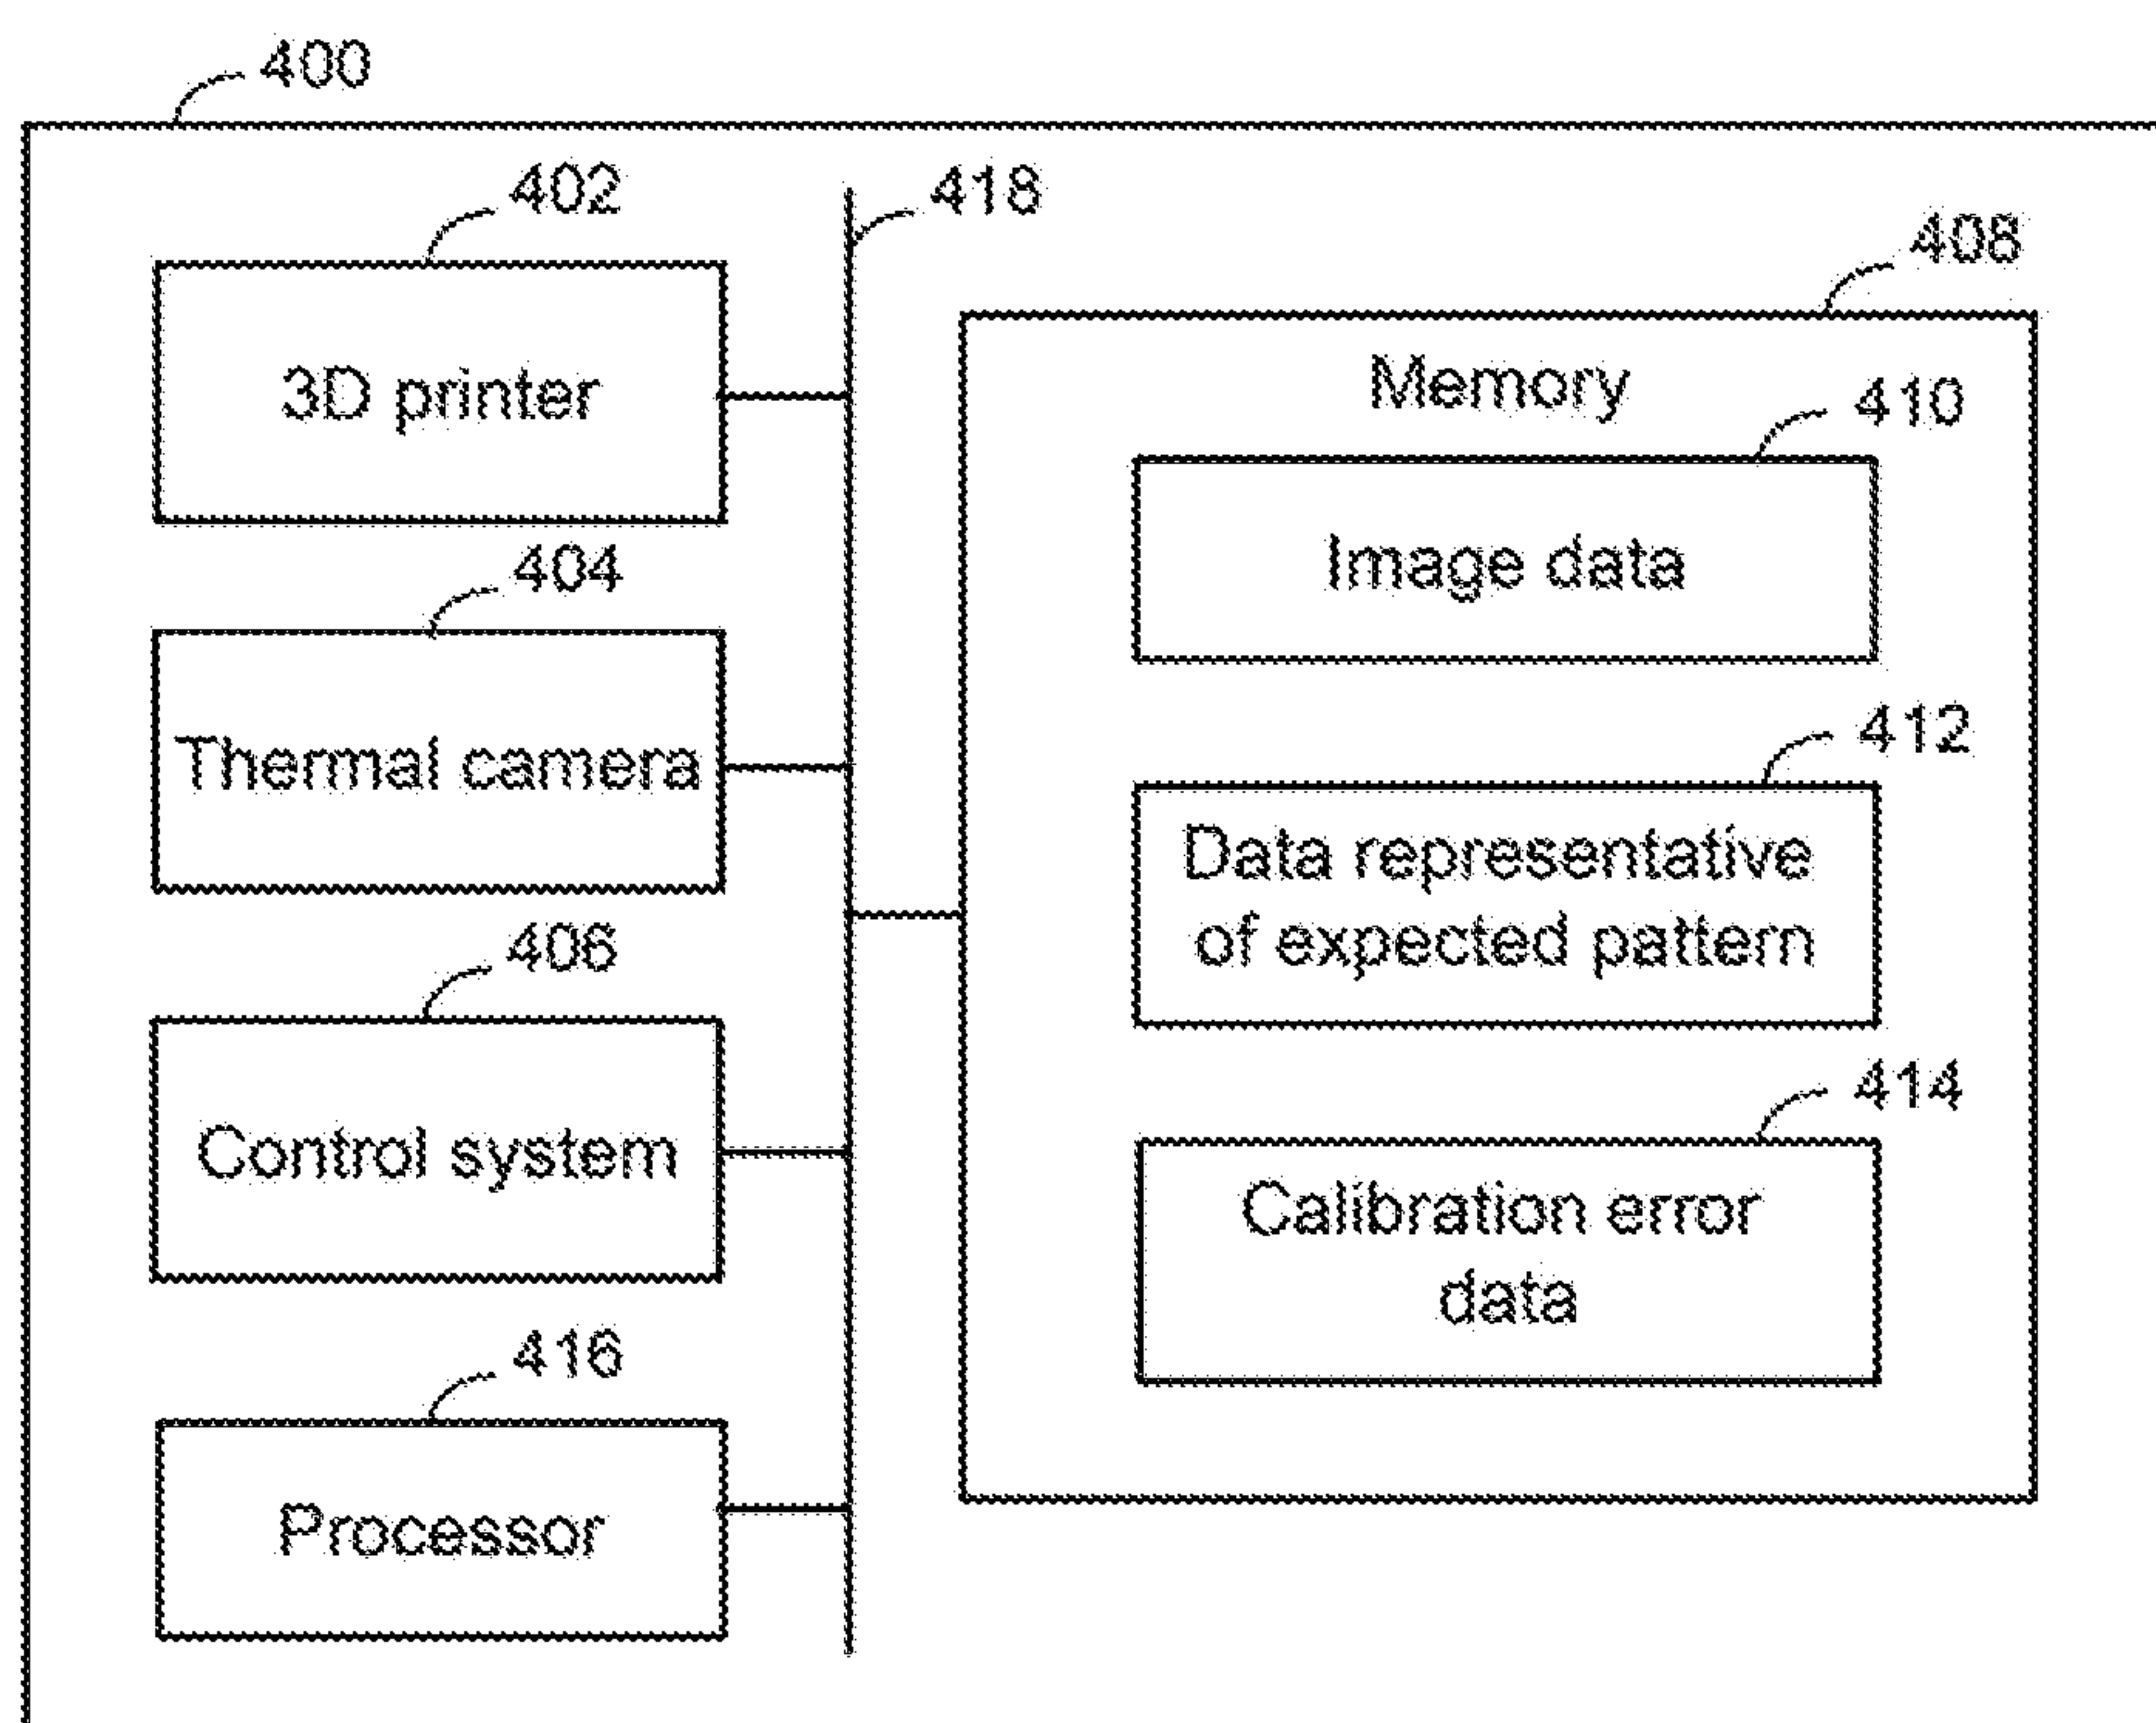 400
402
418
408
3D printer
Memory
410
Image data
404
Thermal camera
412
Data representative
of expected pattern
406
Control system
414
Calibration error
data
416
Processor